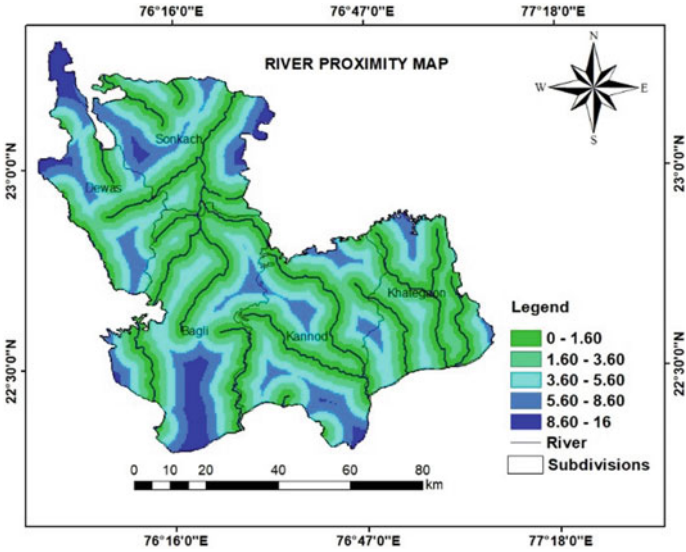 76°16'0"E 76°47'0"E 77°18'0"E
RIVER PROXIMITY MAP
N
W E
S
Sonkach
23°0'0"N 23°0'0"N
Dewas
Khategaon
Legend
0 - 1.60
Bagli Kannod
1.60 - 3.60
22°30'0"N 22°30'0"N
3.60 - 5.60
5.60 - 8.60
8.60 - 16
River
Subdivisions
0 10 20 40 60 80
km
76°16'0"E 76°47'0"E 77°18'0"E